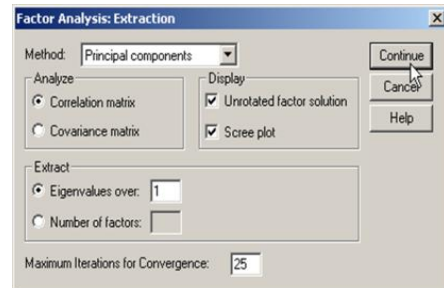 Factor Analysis: Extraction
Method: Principal components
Continue
Cancel
Help
Analyze
Correlation matrix
Covariance matrix
Display
Unrotated factor solution
Scree plot
Extract
Eigenvalues over: 1
Number of factors:
Maximum Iterations for Convergence: 25